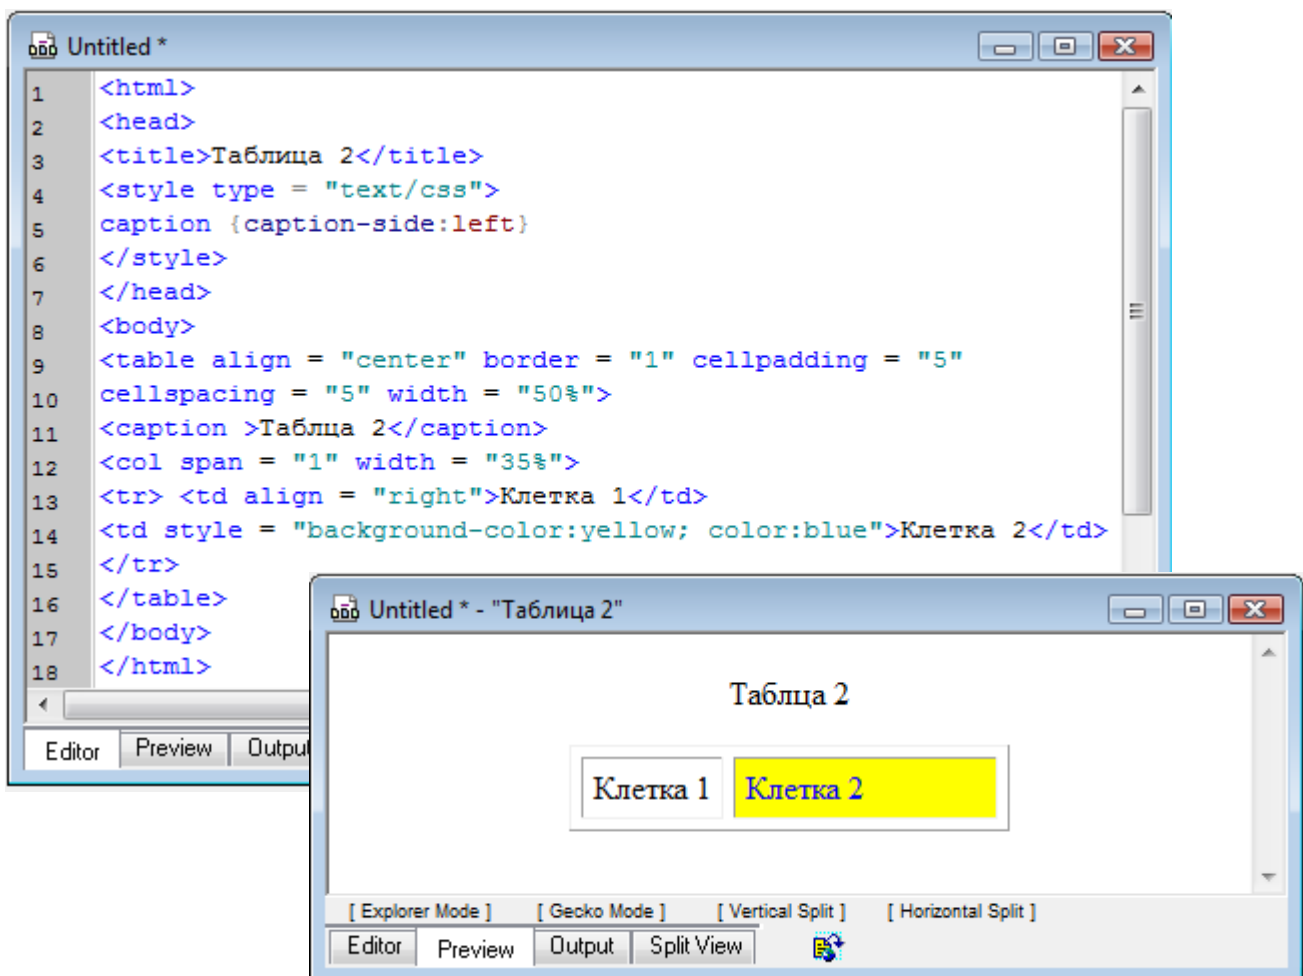 Untitled *
1 <html>
2 <head>
3 <title>Таблица 2</title>
4 <style type = "text/css">
5 caption {caption-side:left}
6 </style>
7 </head>
8 <body>
9 <table align = "center" border = "1" cellpadding = "5"
10 cellspacing = "5" width = "50%">
11 <caption >Таблца 2</caption>
12 <col span = "1" width = "35%">
13 <tr> <td align = "right">Клетка 1</td>
14 <td style = "background-color:yellow; color:blue">Клетка 2</td>
15 </tr>
16 </table>
17 </body>
18 </html>
Editor Preview Output
Untitled * - "Таблица 2"
Таблца 2
Клетка 1 Клетка 2
[ Explorer Mode ] [ Gecko Mode ] [ Vertical Split ] [ Horizontal Split ]
Editor Preview Output Split View